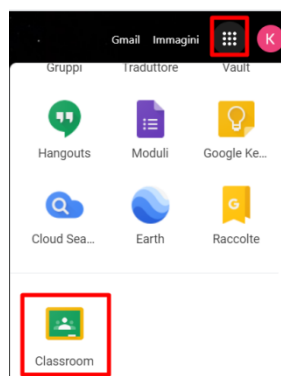 Gmail Immagini K
Gruppi Traduttore Vault
Hangouts Moduli Google Ke...
Cloud Sea... Earth Raccolte
G
Classroom